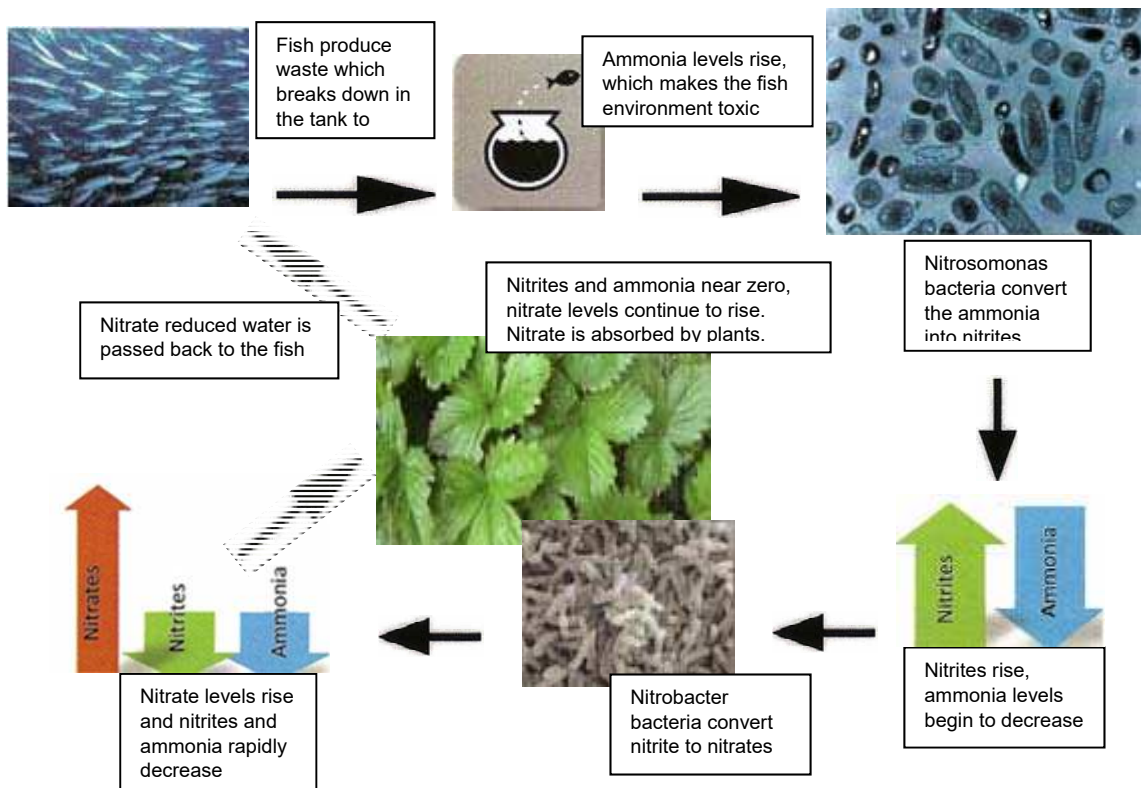 Fish produce
waste which
breaks down in
the tank to
Ammonia levels rise,
which makes the fish
environment toxic
Nitrosomonas
bacteria convert
the ammonia
into nitrites
Nitrites and ammonia near zero,
nitrate levels continue to rise.
Nitrate is absorbed by plants.
Nitrate reduced water is
passed back to the fish
Nitrites
Ammonia
Nitrites rise,
ammonia levels
begin to decrease
Nitrobacter
bacteria convert
nitrite to nitrates
Nitrates
Nitrites
Ammonia
Nitrate levels rise
and nitrites and
ammonia rapidly
decrease